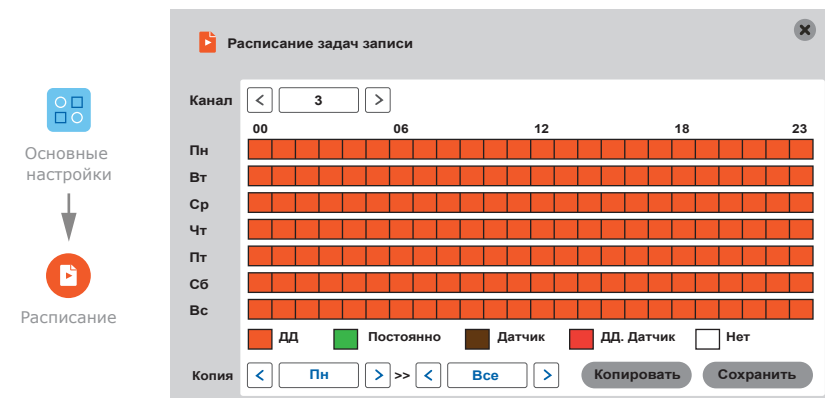 Расписание задач записи
Канал 3
00 06 12 18 23
Пн
Вт
Ср
Чт
Пт
Сб
Вс
ДД Постоянно Датчик ДД. Датчик Нет
Копия Пн >> Все Копировать Сохранить
Основные
настройки
Расписание